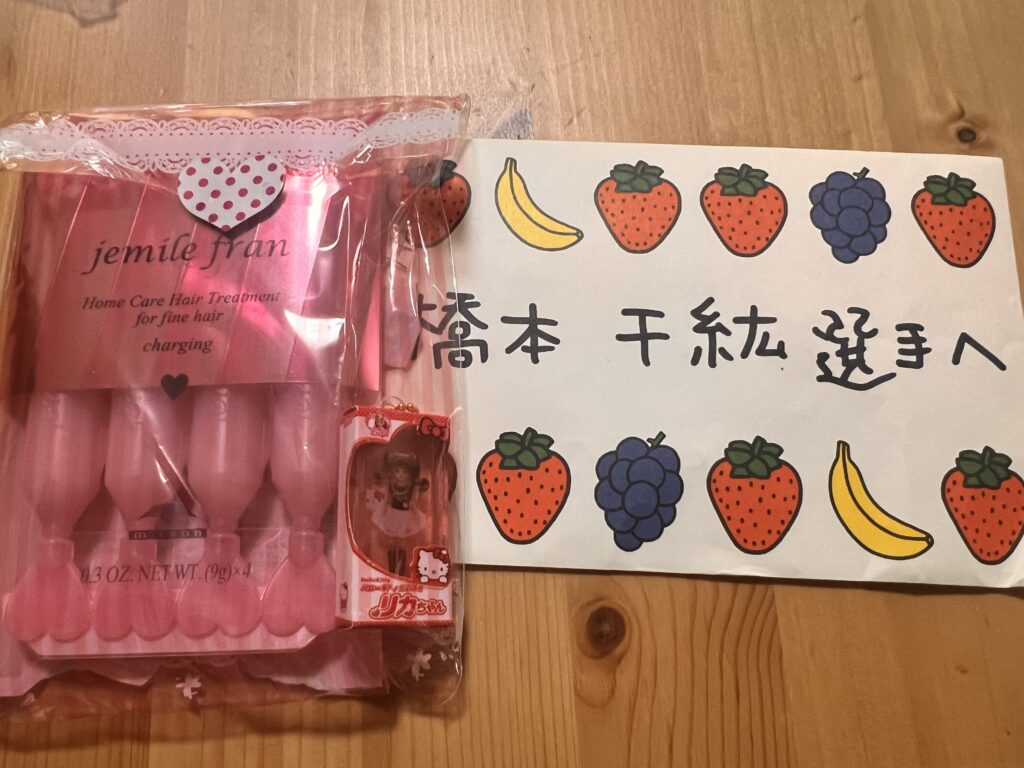 jemile fran
Home Care Hair Treatment
for fine hair
charging
0.3 OZ. NET WT. (9g)×4
HelloKitty
リカちゃん
橋本 千紘 選手へ